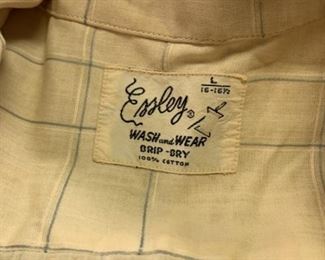 L
16-16½
Essley®
WASH and WEAR
DRIP-DRY
100% COTTON